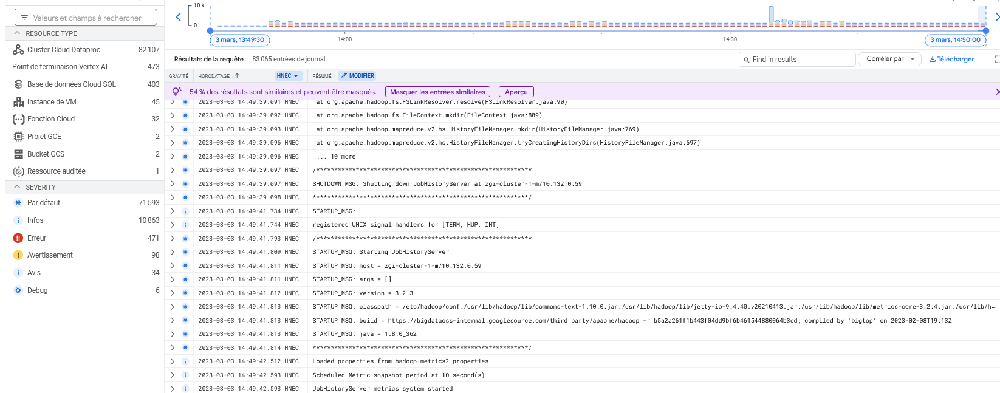 Valeurs et champs à rechercher
RESOURCE TYPE
Cluster Cloud Dataproc 82 107
Point de terminaison Vertex AI 473
Base de données Cloud SQL 403
Instance de VM 45
Fonction Cloud 32
Projet GCE 2
Bucket GCS 2
Ressource auditée 1
SEVERITY
Par défaut 71 593
Infos 10 863
Erreur 471
Avertissement 98
Avis 34
Debug 6
10 k
0
3 mars, 13:49:30
14:00
14:30
3 mars, 14:50:00
Résultats de la requête 83 065 entrées de journal
Find in results
Corréler par
Télécharger
GRAVITÉ HORODATAGE HNEC RÉSUMÉ MODIFIER
54 % des résultats sont similaires et peuvent être masqués. Masquer les entrées similaires Aperçu
2023-03-03 14:49:39.091 HNEC at org.apache.hadoop.fs.FSLinkResolver.resolve(FSLinkResolver.java:90)
2023-03-03 14:49:39.092 HNEC at org.apache.hadoop.fs.FileContext.mkdir(FileContext.java:809)
2023-03-03 14:49:39.093 HNEC at org.apache.hadoop.mapreduce.v2.hs.HistoryFileManager.mkdir(HistoryFileManager.java:769)
2023-03-03 14:49:39.096 HNEC at org.apache.hadoop.mapreduce.v2.hs.HistoryFileManager.tryCreatingHistoryDirs(HistoryFileManager.java:697)
2023-03-03 14:49:39.096 HNEC ... 10 more
2023-03-03 14:49:39.097 HNEC /************************************************************
2023-03-03 14:49:39.097 HNEC SHUTDOWN_MSG: Shutting down JobHistoryServer at zgi-cluster-1-m/10.132.0.59
2023-03-03 14:49:39.098 HNEC ************************************************************/
2023-03-03 14:49:41.734 HNEC STARTUP_MSG:
2023-03-03 14:49:41.744 HNEC registered UNIX signal handlers for [TERM, HUP, INT]
2023-03-03 14:49:41.793 HNEC /************************************************************
2023-03-03 14:49:41.809 HNEC STARTUP_MSG: Starting JobHistoryServer
2023-03-03 14:49:41.811 HNEC STARTUP_MSG: host = zgi-cluster-1-m/10.132.0.59
2023-03-03 14:49:41.811 HNEC STARTUP_MSG: args = []
2023-03-03 14:49:41.812 HNEC STARTUP_MSG: version = 3.2.3
2023-03-03 14:49:41.813 HNEC STARTUP_MSG: classpath = /etc/hadoop/conf:/usr/lib/hadoop/lib/commons-text-1.10.0.jar:/usr/lib/hadoop/lib/jetty-io-9.4.40.v20210413.jar:/usr/lib/hadoop/lib/metrics-core-3.2.4.jar:/usr/lib/h…
2023-03-03 14:49:41.813 HNEC STARTUP_MSG: build = https://bigdataoss-internal.googlesource.com/third_party/apache/hadoop -r b5a2a261f1b443f04dd9bf6b461544880064b3cd; compiled by 'bigtop' on 2023-02-08T19:13Z
2023-03-03 14:49:41.813 HNEC STARTUP_MSG: java = 1.8.0_362
2023-03-03 14:49:41.814 HNEC ************************************************************/
2023-03-03 14:49:42.512 HNEC Loaded properties from hadoop-metrics2.properties
2023-03-03 14:49:42.593 HNEC Scheduled Metric snapshot period at 10 second(s).
2023-03-03 14:49:42.593 HNEC JobHistoryServer metrics system started